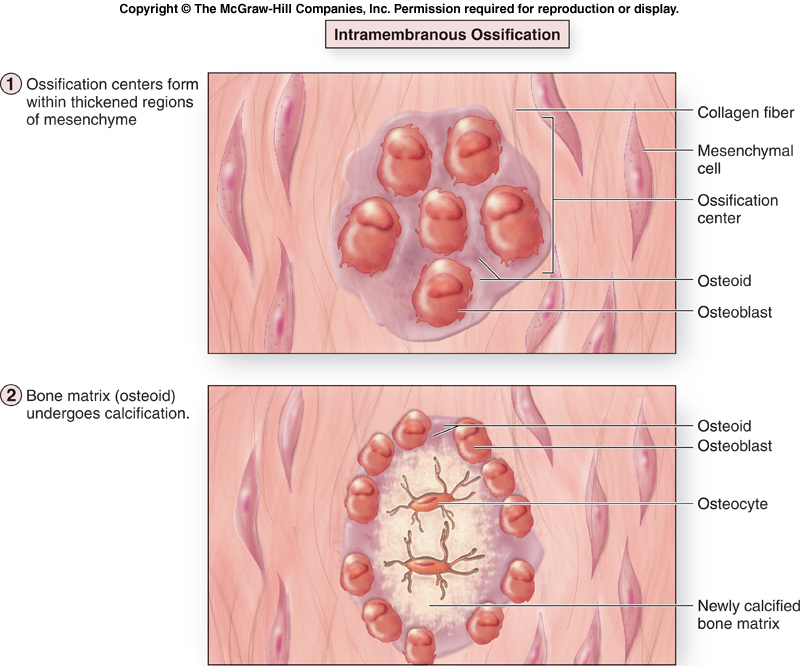 Copyright © The McGraw-Hill Companies, Inc. Permission required for reproduction or display.
Intramembranous Ossification
1 Ossification centers form
within thickened regions
of mesenchyme
Collagen fiber
Mesenchymal
cell
Ossification
center
Osteoid
Osteoblast
2 Bone matrix (osteoid)
undergoes calcification.
Osteoid
Osteoblast
Osteocyte
Newly calcified
bone matrix